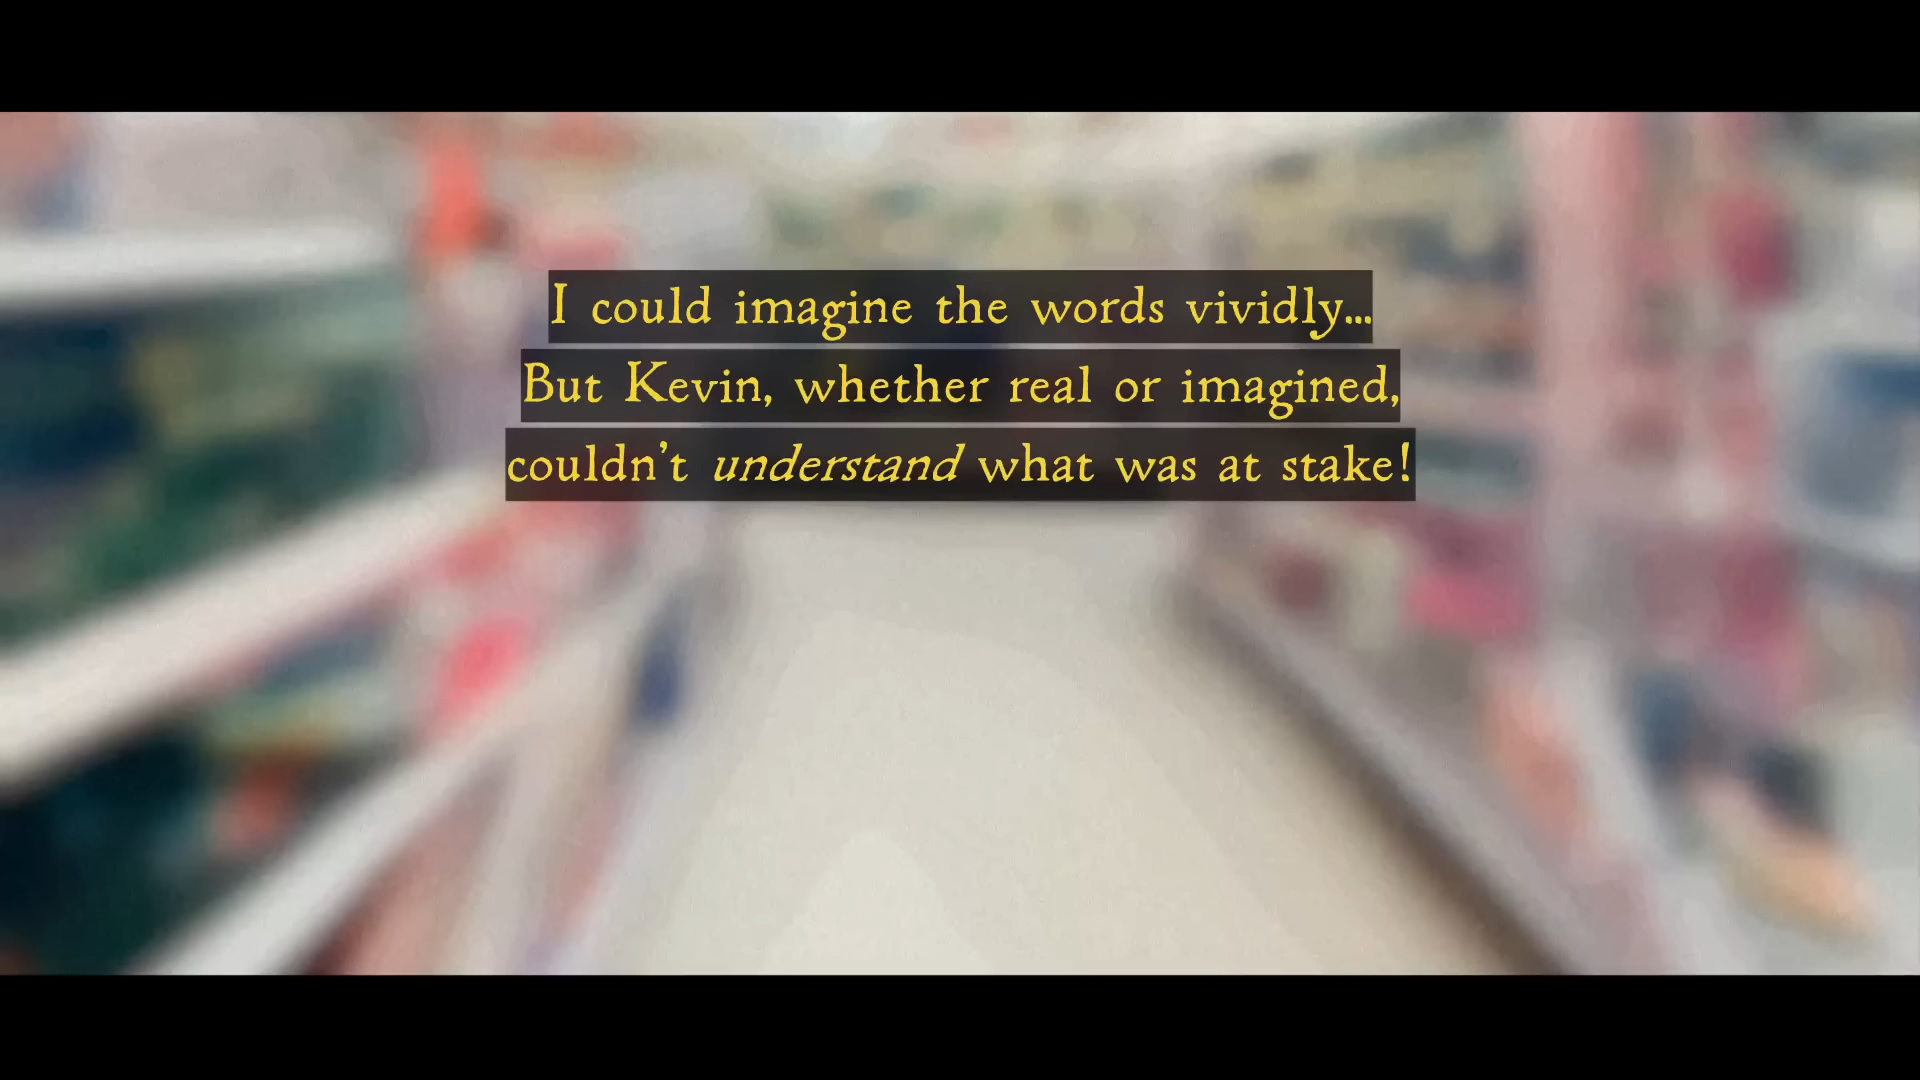 I could imagine the words vividly...
But Kevin, whether real or imagined,
couldn't understand what was at stake!